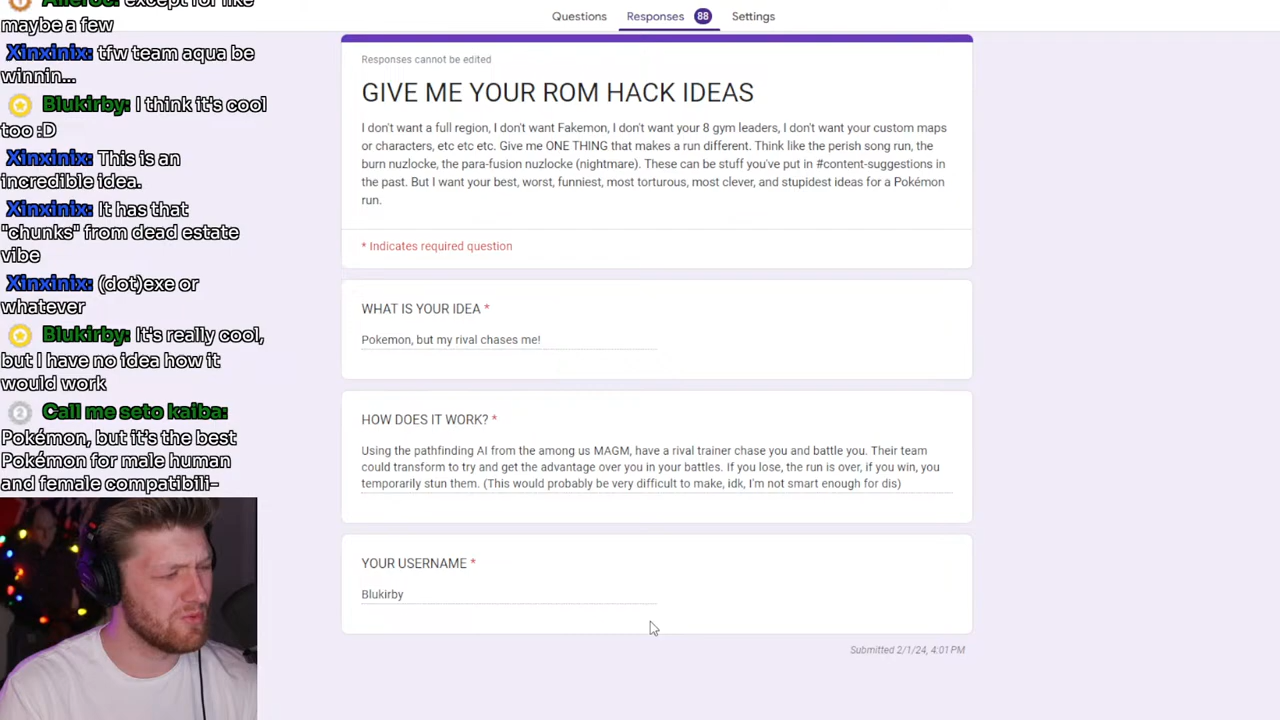 Alleroc: except for like
maybe a few
Xinxinix: tfw team aqua be
winnin...
Blukirby: I think it's cool
too :D
Xinxinix: This is an
incredible idea.
Xinxinix: It has that
"chunks" from dead estate
vibe
Xinxinix: (dot)exe or
whatever
Blukirby: It's really cool,
but I have no idea how it
would work
2 Call me seto kaiba:
Pokémon, but it's the best
Pokémon for male human
and female compatibili-
Questions Responses 88 Settings
Responses cannot be edited
GIVE ME YOUR ROM HACK IDEAS
I don't want a full region, I don't want Fakemon, I don't want your 8 gym leaders, I don't want your custom maps
or characters, etc etc etc. Give me ONE THING that makes a run different. Think like the perish song run, the
burn nuzlocke, the para-fusion nuzlocke (nightmare). These can be stuff you've put in #content-suggestions in
the past. But I want your best, worst, funniest, most torturous, most clever, and stupidest ideas for a Pokémon
run.
* Indicates required question
WHAT IS YOUR IDEA *
Pokemon, but my rival chases me!
HOW DOES IT WORK? *
Using the pathfinding AI from the among us MAGM, have a rival trainer chase you and battle you. Their team
could transform to try and get the advantage over you in your battles. If you lose, the run is over, if you win, you
temporarily stun them. (This would probably be very difficult to make, idk, I'm not smart enough for dis)
YOUR USERNAME *
Blukirby
Submitted 2/1/24, 4:01 PM